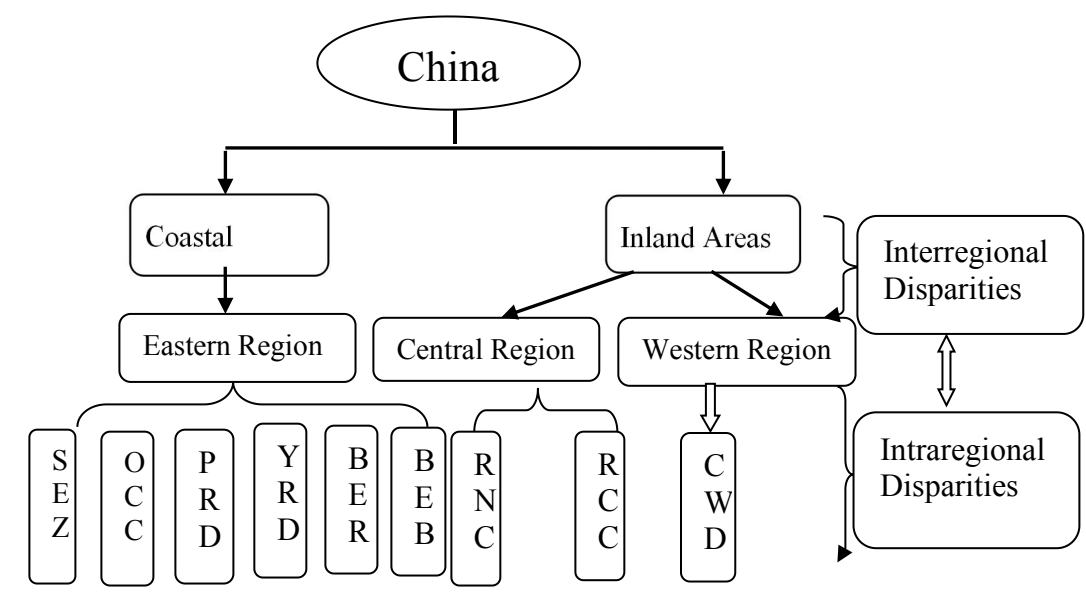 China
Coastal
Inland Areas
Interregional
Disparities
Eastern Region
Central Region
Western Region
Intraregional
Disparities
SEZ
OCC
PRD
YRD
BER
BEB
RNC
RCC
CWD